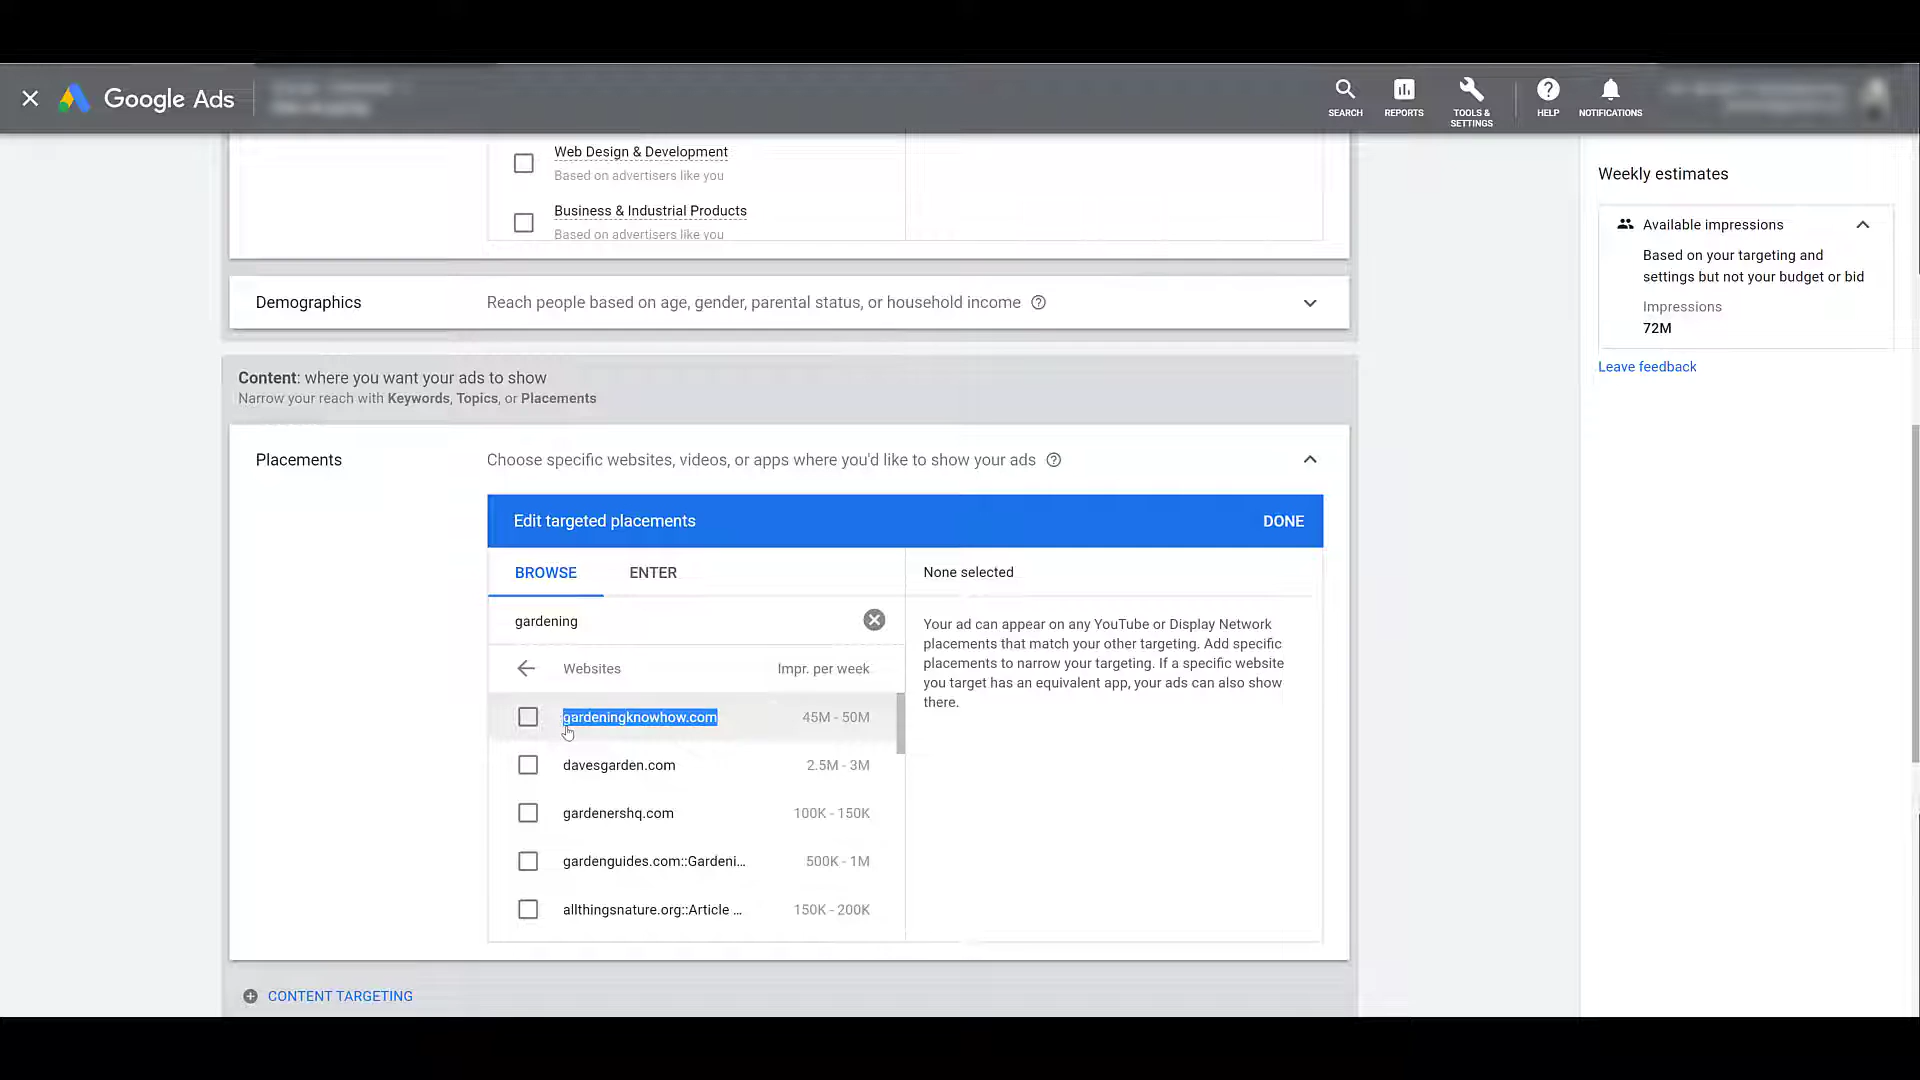 Google Ads
SEARCH
REPORTS
TOOLS &
SETTINGS
HELP
NOTIFICATIONS
Web Design & Development
Based on advertisers like you
Business & Industrial Products
Based on advertisers like you
Demographics
Reach people based on age, gender, parental status, or household income
Content: where you want your ads to show
Narrow your reach with Keywords, Topics, or Placements
Placements
Choose specific websites, videos, or apps where you'd like to show your ads
Edit targeted placements
DONE
BROWSE
ENTER
gardening
Websites
Impr. per week
gardeningknowhow.com
45M - 50M
davesgarden.com
2.5M - 3M
gardenershq.com
100K - 150K
gardenguides.com::Gardeni...
500K - 1M
allthingsnature.org::Article ...
150K - 200K
None selected
Your ad can appear on any YouTube or Display Network
placements that match your other targeting. Add specific
placements to narrow your targeting. If a specific website
you target has an equivalent app, your ads can also show
there.
CONTENT TARGETING
Weekly estimates
Available impressions
Based on your targeting and
settings but not your budget or bid
Impressions
72M
Leave feedback